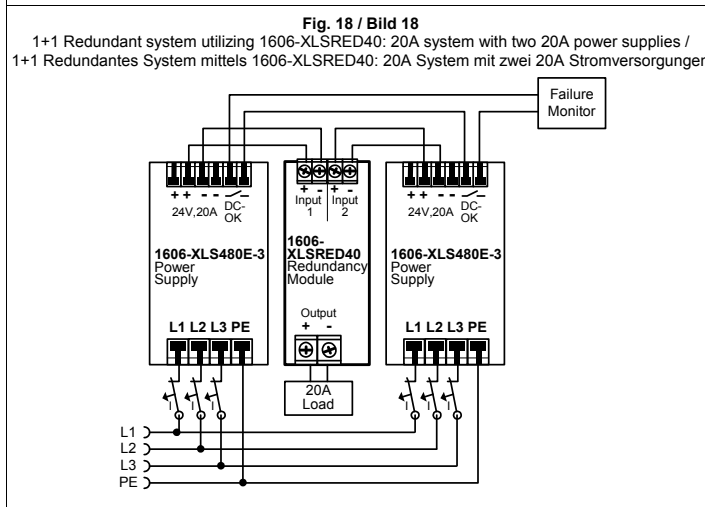 Fig. 18 / Bild 18
1+1 Redundant system utilizing 1606-XLSRED40: 20A system with two 20A power supplies /
1+1 Redundantes System mittels 1606-XLSRED40: 20A System mit zwei 20A Stromversorgungen
Failure
Monitor
+ + - -
24V,20A DC-
OK
1606-XLS480E-3
Power
Supply
L1 L2 L3 PE
+ - + -
Input Input
1 2
1606-
XLSRED40
Redundancy
Module
Output
+ -
20A
Load
+ + - -
24V,20A DC-
OK
1606-XLS480E-3
Power
Supply
L1 L2 L3 PE
I I I
I I I
L1
L2
L3
PE